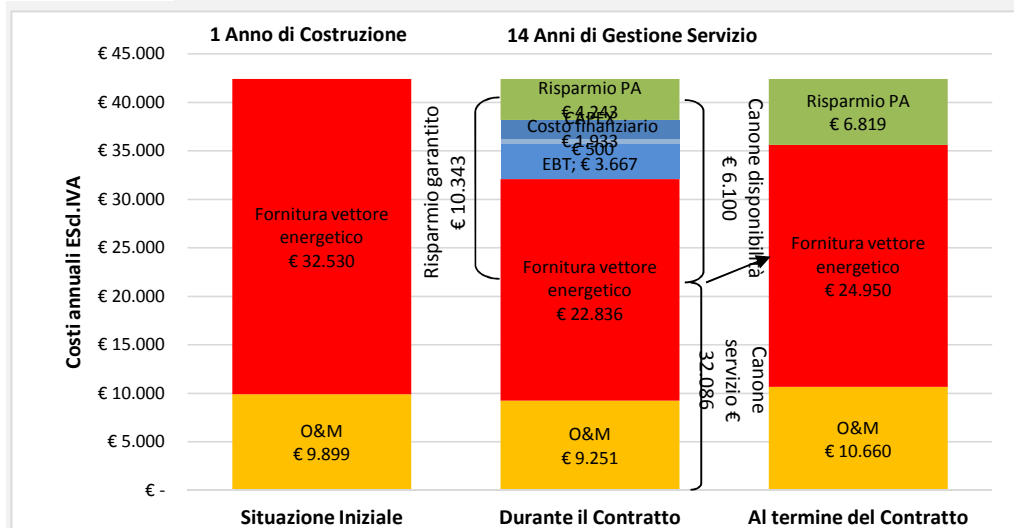 1 Anno di Costruzione
14 Anni di Gestione Servizio
Costi annuali EScl.IVA
€ 45.000
€ 40.000
€ 35.000
€ 30.000
€ 25.000
€ 20.000
€ 15.000
€ 10.000
€ 5.000
€ -
Fornitura vettore
energetico
€ 32.530
O&M
€ 9.899
Situazione Iniziale
Risparmio garantito
€ 10.343
Risparmio PA
€ 4.243
CAPEX
Costo finanziario
€ 1.933
€ 500
EBT; € 3.667
Fornitura vettore
energetico
€ 22.836
O&M
€ 9.251
Durante il Contratto
Canone disponibilità
€ 6.100
Canone
servizio €
32.086
Risparmio PA
€ 6.819
Fornitura vettore
energetico
€ 24.950
O&M
€ 10.660
Al termine del Contratto